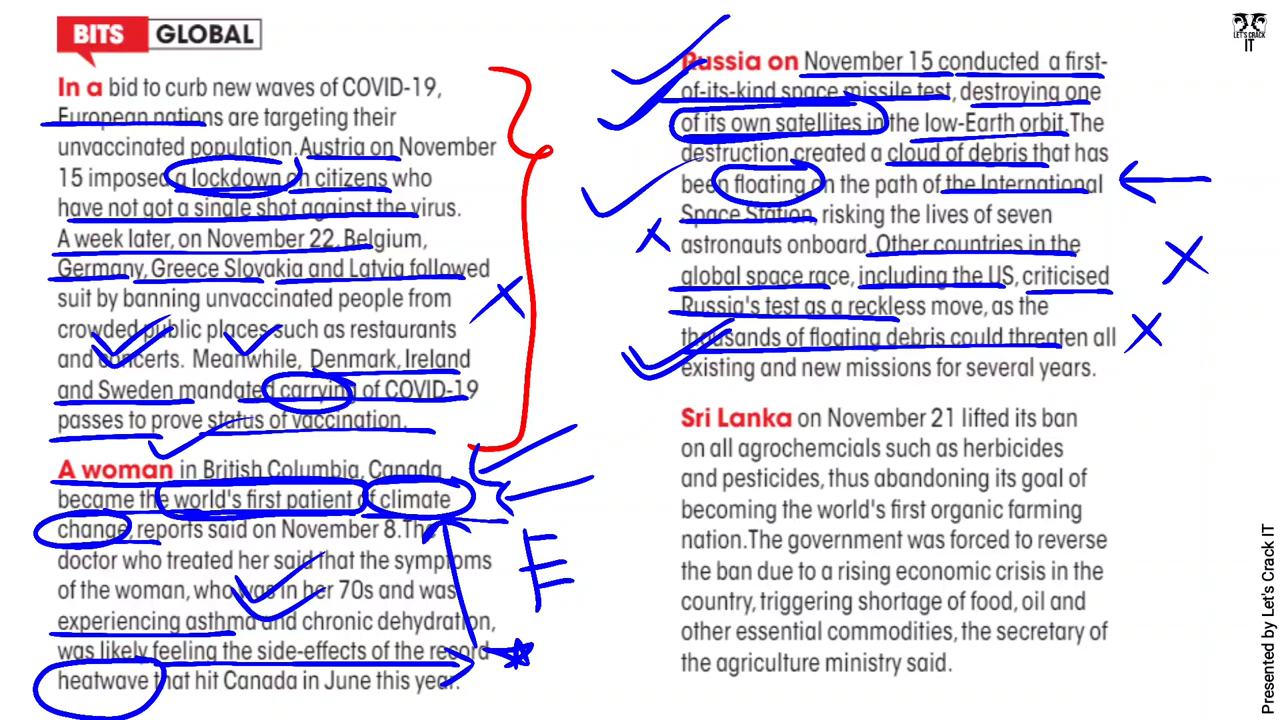 BITS GLOBAL
In a bid to curb new waves of COVID-19,
European nations are targeting their
unvaccinated population. Austria on November
15 imposed a lockdown on citizens who
have not got a single shot against the virus.
A week later, on November 22, Belgium,
Germany, Greece Slovakia and Latvia followed
suit by banning unvaccinated people from
crowded public places such as restaurants
and concerts. Meanwhile, Denmark, Ireland
and Sweden mandated carrying of COVID-19
passes to prove status of vaccination.
A woman in British Columbia, Canada
became the world's first patient of climate
change, reports said on November 8. The
doctor who treated her said that the symptoms
of the woman, who was in her 70s and was
experiencing asthma and chronic dehydration,
was likely feeling the side-effects of the record
heatwave that hit Canada in June this year.
Russia on November 15 conducted a first-
of-its-kind space missile test, destroying one
of its own satellites in the low-Earth orbit. The
destruction created a cloud of debris that has
been floating on the path of the International
Space Station, risking the lives of seven
astronauts onboard. Other countries in the
global space race, including the US, criticised
Russia's test as a reckless move, as the
thousands of floating debris could threaten all
existing and new missions for several years.
Sri Lanka on November 21 lifted its ban
on all agrochemcials such as herbicides
and pesticides, thus abandoning its goal of
becoming the world's first organic farming
nation. The government was forced to reverse
the ban due to a rising economic crisis in the
country, triggering shortage of food, oil and
other essential commodities, the secretary of
the agriculture ministry said.
LET'S CRACK
IT
Presented by Let's Crack IT